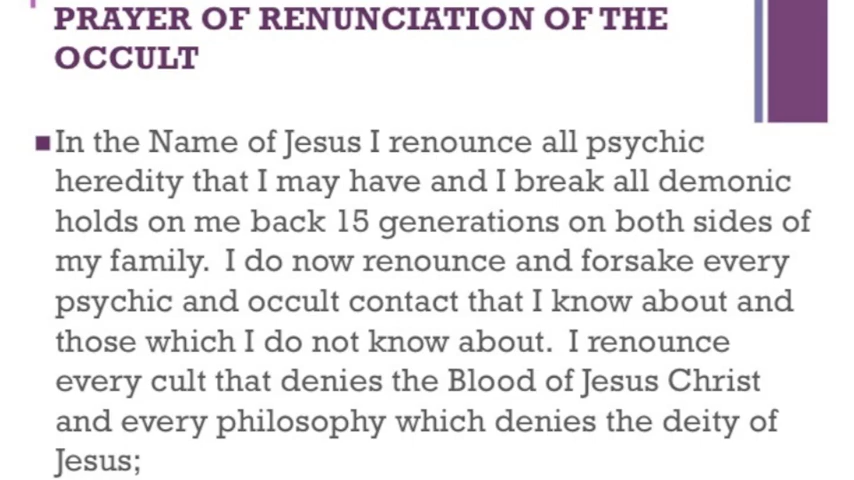 PRAYER OF RENUNCIATION OF THE
OCCULT
In the Name of Jesus I renounce all psychic
heredity that I may have and I break all demonic
holds on me back 15 generations on both sides of
my family.  I do now renounce and forsake every
psychic and occult contact that I know about and
those which I do not know about.  I renounce
every cult that denies the Blood of Jesus Christ
and every philosophy which denies the deity of
Jesus;